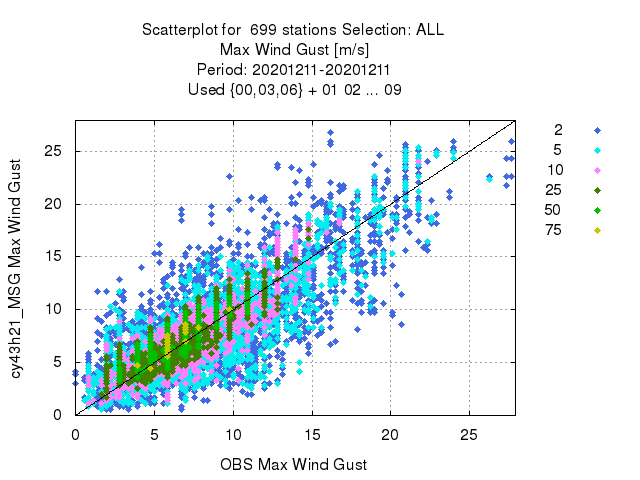 Scatterplot for 699 stations Selection: ALL
Max Wind Gust [m/s]
Period: 20201211-20201211
Used {00,03,06} + 01 02 ... 09
cy43h21_MSG Max Wind Gust
25
20
15
10
5
0
0 5 10 15 20 25
OBS Max Wind Gust
2
5
10
25
50
75